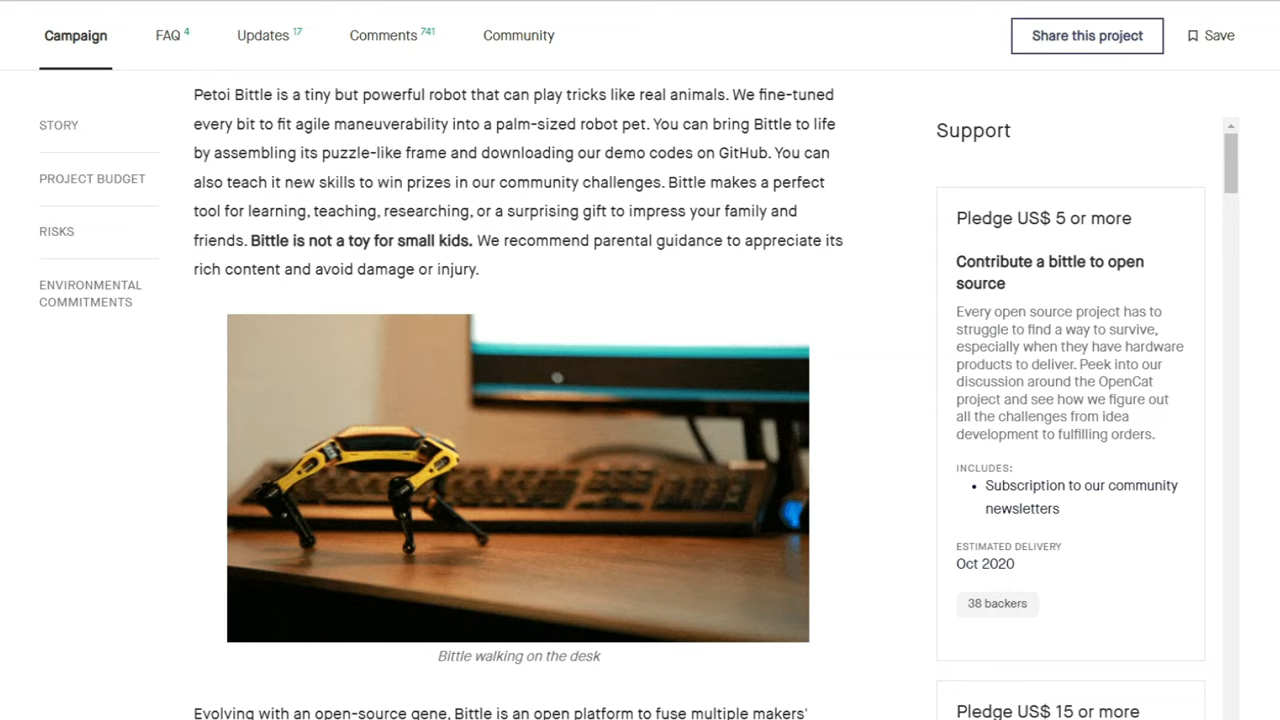 Campaign
FAQ 4
Updates 17
Comments 741
Community
Share this project
Save
STORY
PROJECT BUDGET
RISKS
ENVIRONMENTAL
COMMITMENTS
Petoi Bittle is a tiny but powerful robot that can play tricks like real animals. We fine-tuned
every bit to fit agile maneuverability into a palm-sized robot pet. You can bring Bittle to life
by assembling its puzzle-like frame and downloading our demo codes on GitHub. You can
also teach it new skills to win prizes in our community challenges. Bittle makes a perfect
tool for learning, teaching, researching, or a surprising gift to impress your family and
friends. Bittle is not a toy for small kids. We recommend parental guidance to appreciate its
rich content and avoid damage or injury.
Bittle walking on the desk
Evolving with an open-source gene, Bittle is an open platform to fuse multiple makers'
Support
Pledge US$ 5 or more
Contribute a bittle to open
source
Every open source project has to
struggle to find a way to survive,
especially when they have hardware
products to deliver. Peek into our
discussion around the OpenCat
project and see how we figure out
all the challenges from idea
development to fulfilling orders.
INCLUDES:
• Subscription to our community
newsletters
ESTIMATED DELIVERY
Oct 2020
38 backers
Pledge US$ 15 or more